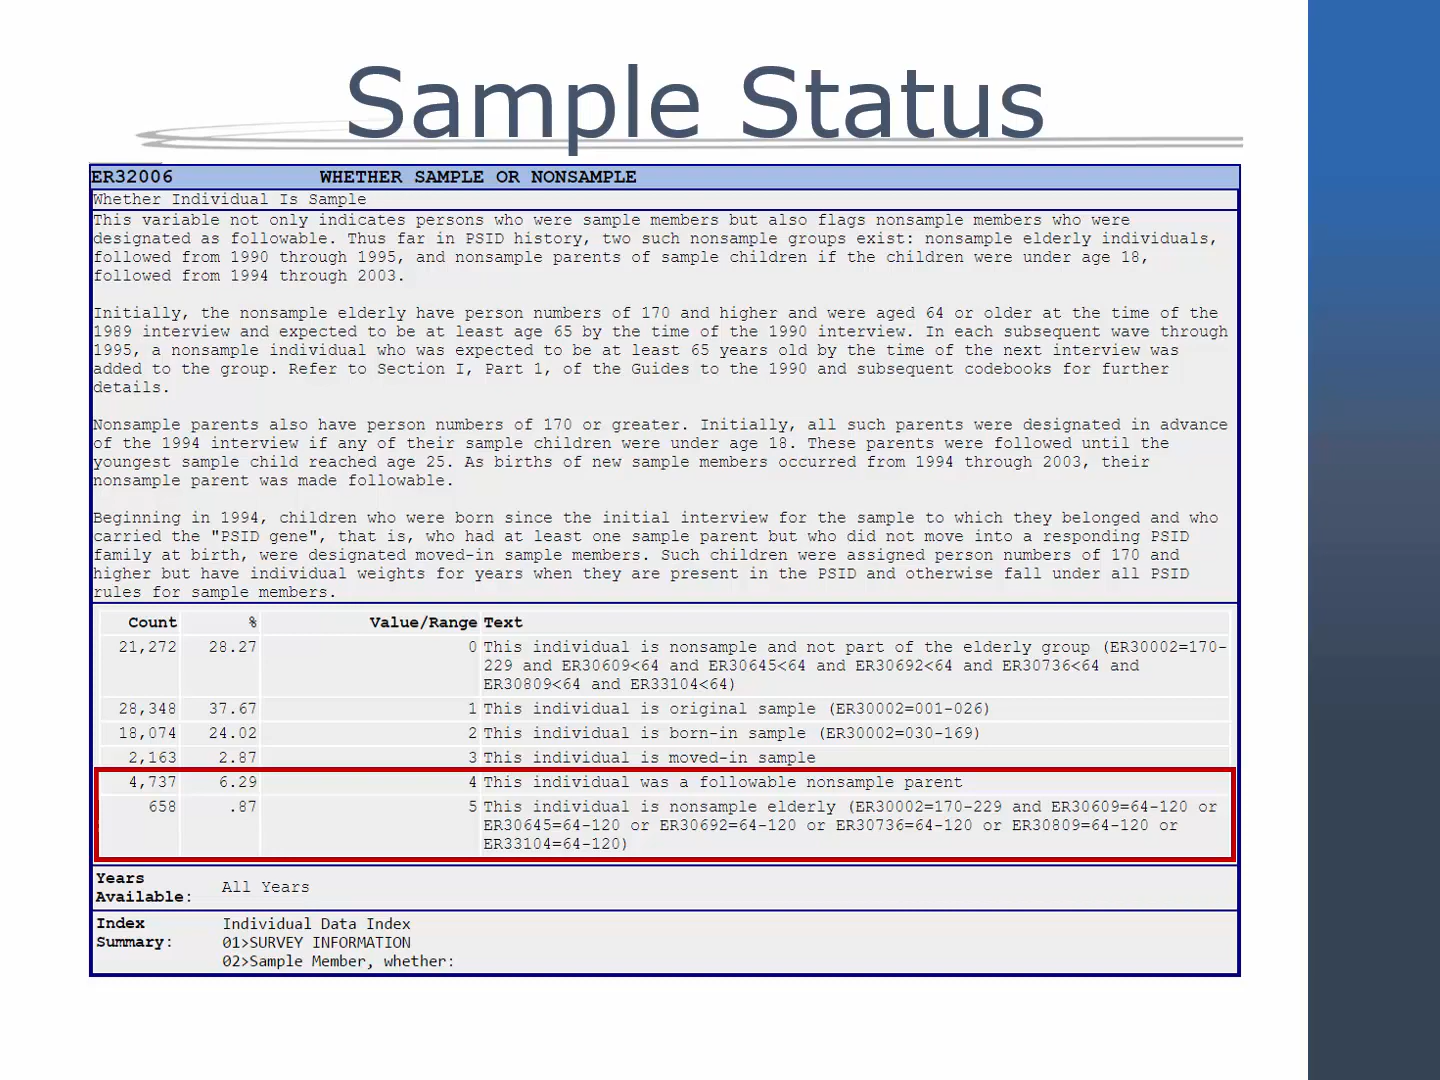 Sample Status
ER32006 WHETHER SAMPLE OR NONSAMPLE
Whether Individual Is Sample
This variable not only indicates persons who were sample members but also flags nonsample members who were
designated as followable. Thus far in PSID history, two such nonsample groups exist: nonsample elderly individuals,
followed from 1990 through 1995, and nonsample parents of sample children if the children were under age 18,
followed from 1994 through 2003.
Initially, the nonsample elderly have person numbers of 170 and higher and were aged 64 or older at the time of the
1989 interview and expected to be at least age 65 by the time of the 1990 interview. In each subsequent wave through
1995, a nonsample individual who was expected to be at least 65 years old by the time of the next interview was
added to the group. Refer to Section I, Part 1, of the Guides to the 1990 and subsequent codebooks for further
details.
Nonsample parents also have person numbers of 170 or greater. Initially, all such parents were designated in advance
of the 1994 interview if any of their sample children were under age 18. These parents were followed until the
youngest sample child reached age 25. As births of new sample members occurred from 1994 through 2003, their
nonsample parent was made followable.
Beginning in 1994, children who were born since the initial interview for the sample to which they belonged and who
carried the "PSID gene", that is, who had at least one sample parent but who did not move into a responding PSID
family at birth, were designated moved-in sample members. Such children were assigned person numbers of 170 and
higher but have individual weights for years when they are present in the PSID and otherwise fall under all PSID
rules for sample members.
Count % Value/Range Text
21,272 28.27 0 This individual is nonsample and not part of the elderly group (ER30002=170-
229 and ER30609<64 and ER30645<64 and ER30692<64 and ER30736<64 and
ER30809<64 and ER33104<64)
28,348 37.67 1 This individual is original sample (ER30002=001-026)
18,074 24.02 2 This individual is born-in sample (ER30002=030-169)
2,163 2.87 3 This individual is moved-in sample
4,737 6.29 4 This individual was a followable nonsample parent
658 .87 5 This individual is nonsample elderly (ER30002=170-229 and ER30609=64-120 or
ER30645=64-120 or ER30692=64-120 or ER30736=64-120 or ER30809=64-120 or
ER33104=64-120)
Years
Available: All Years
Index Individual Data Index
Summary: 01>SURVEY INFORMATION
02>Sample Member, whether: